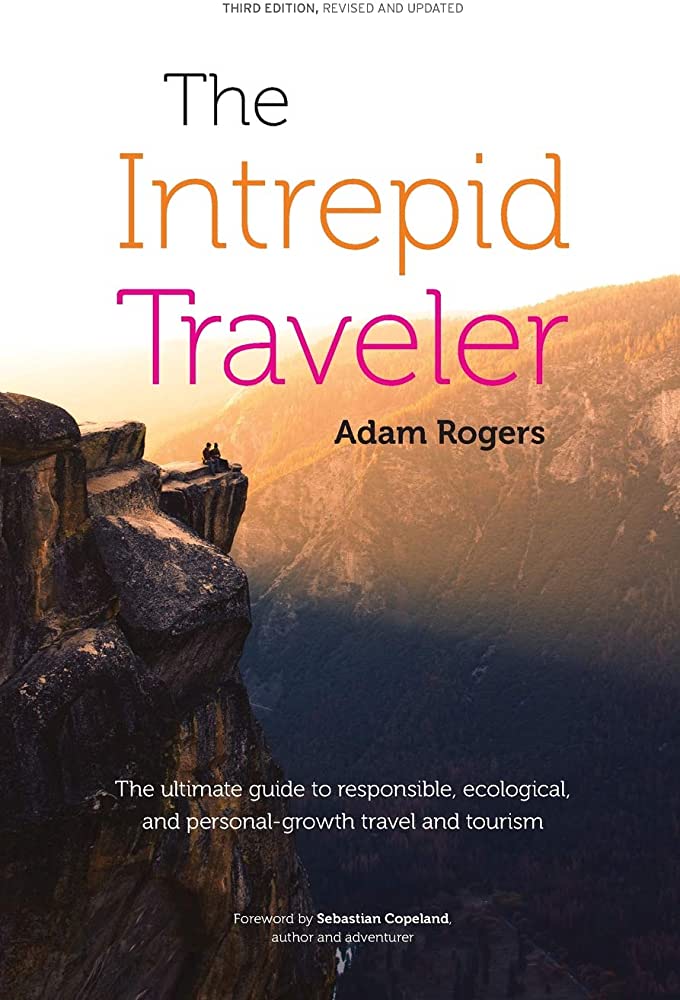 THIRD EDITION, REVISED AND UPDATED
The
Intrepid
Traveler
Adam Rogers
The ultimate guide to responsible, ecological,
and personal-growth travel and tourism
Foreword by Sebastian Copeland,
author and adventurer